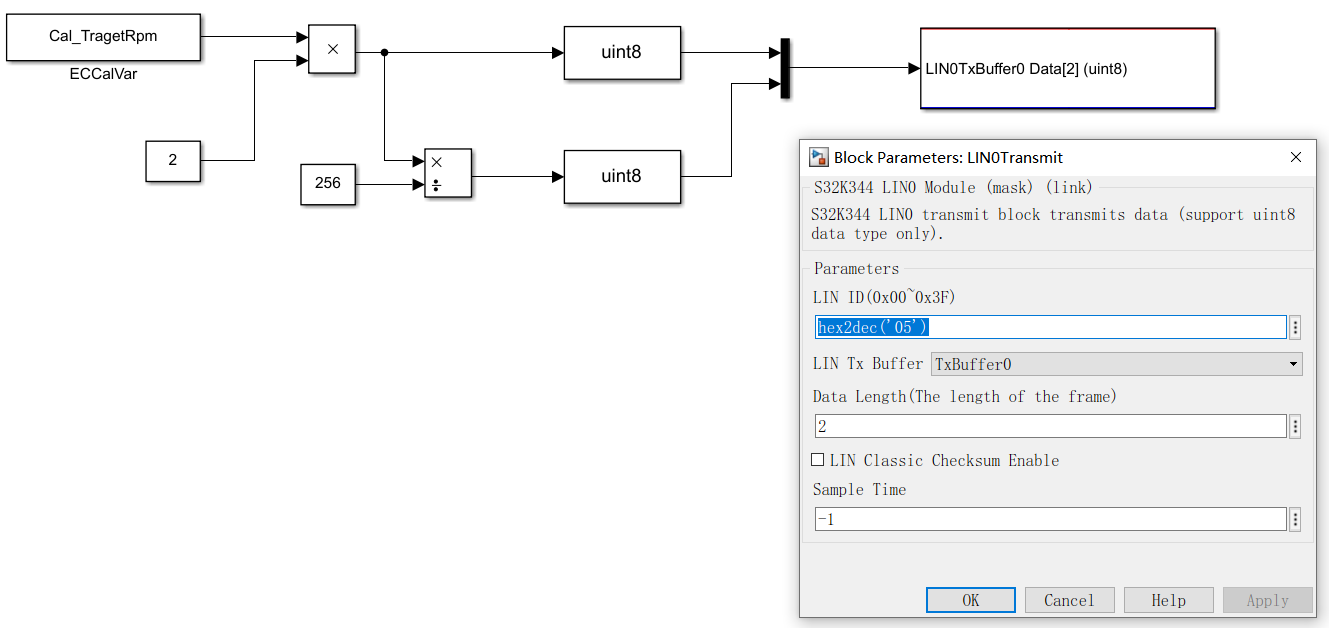 Cal_TragetRpm
ECCalVar
×
2
256
×
÷
uint8
uint8
LIN0TxBuffer0 Data[2] (uint8)
Block Parameters: LIN0Transmit
S32K344 LIN0 Module (mask) (link)
S32K344 LIN0 transmit block transmits data (support uint8
data type only).
Parameters
LIN ID(0x00~0x3F)
hex2dec('05')
LIN Tx Buffer TxBuffer0
Data Length(The length of the frame)
2
LIN Classic Checksum Enable
Sample Time
-1
OK Cancel Help Apply